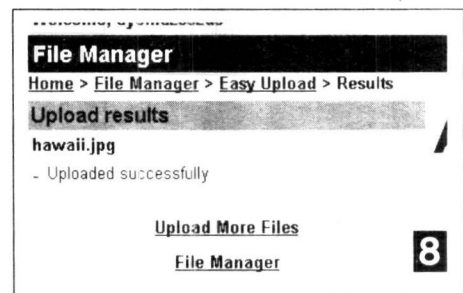 File Manager
Home > File Manager > Easy Upload > Results
Upload results
hawaii.jpg
- Uploaded successfully
Upload More Files
File Manager
8